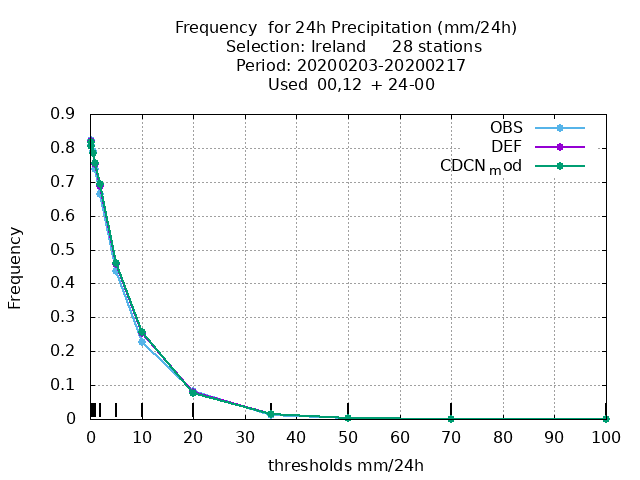 Frequency  for 24h Precipitation (mm/24h)
Selection: Ireland     28 stations
Period: 20200203-20200217
Used  00,12  + 24-00
0.9
0.8
0.7
0.6
0.5
0.4
0.3
0.2
0.1
0
Frequency
OBS
DEF
CDCN_mod
0 10 20 30 40 50 60 70 80 90 100
thresholds mm/24h